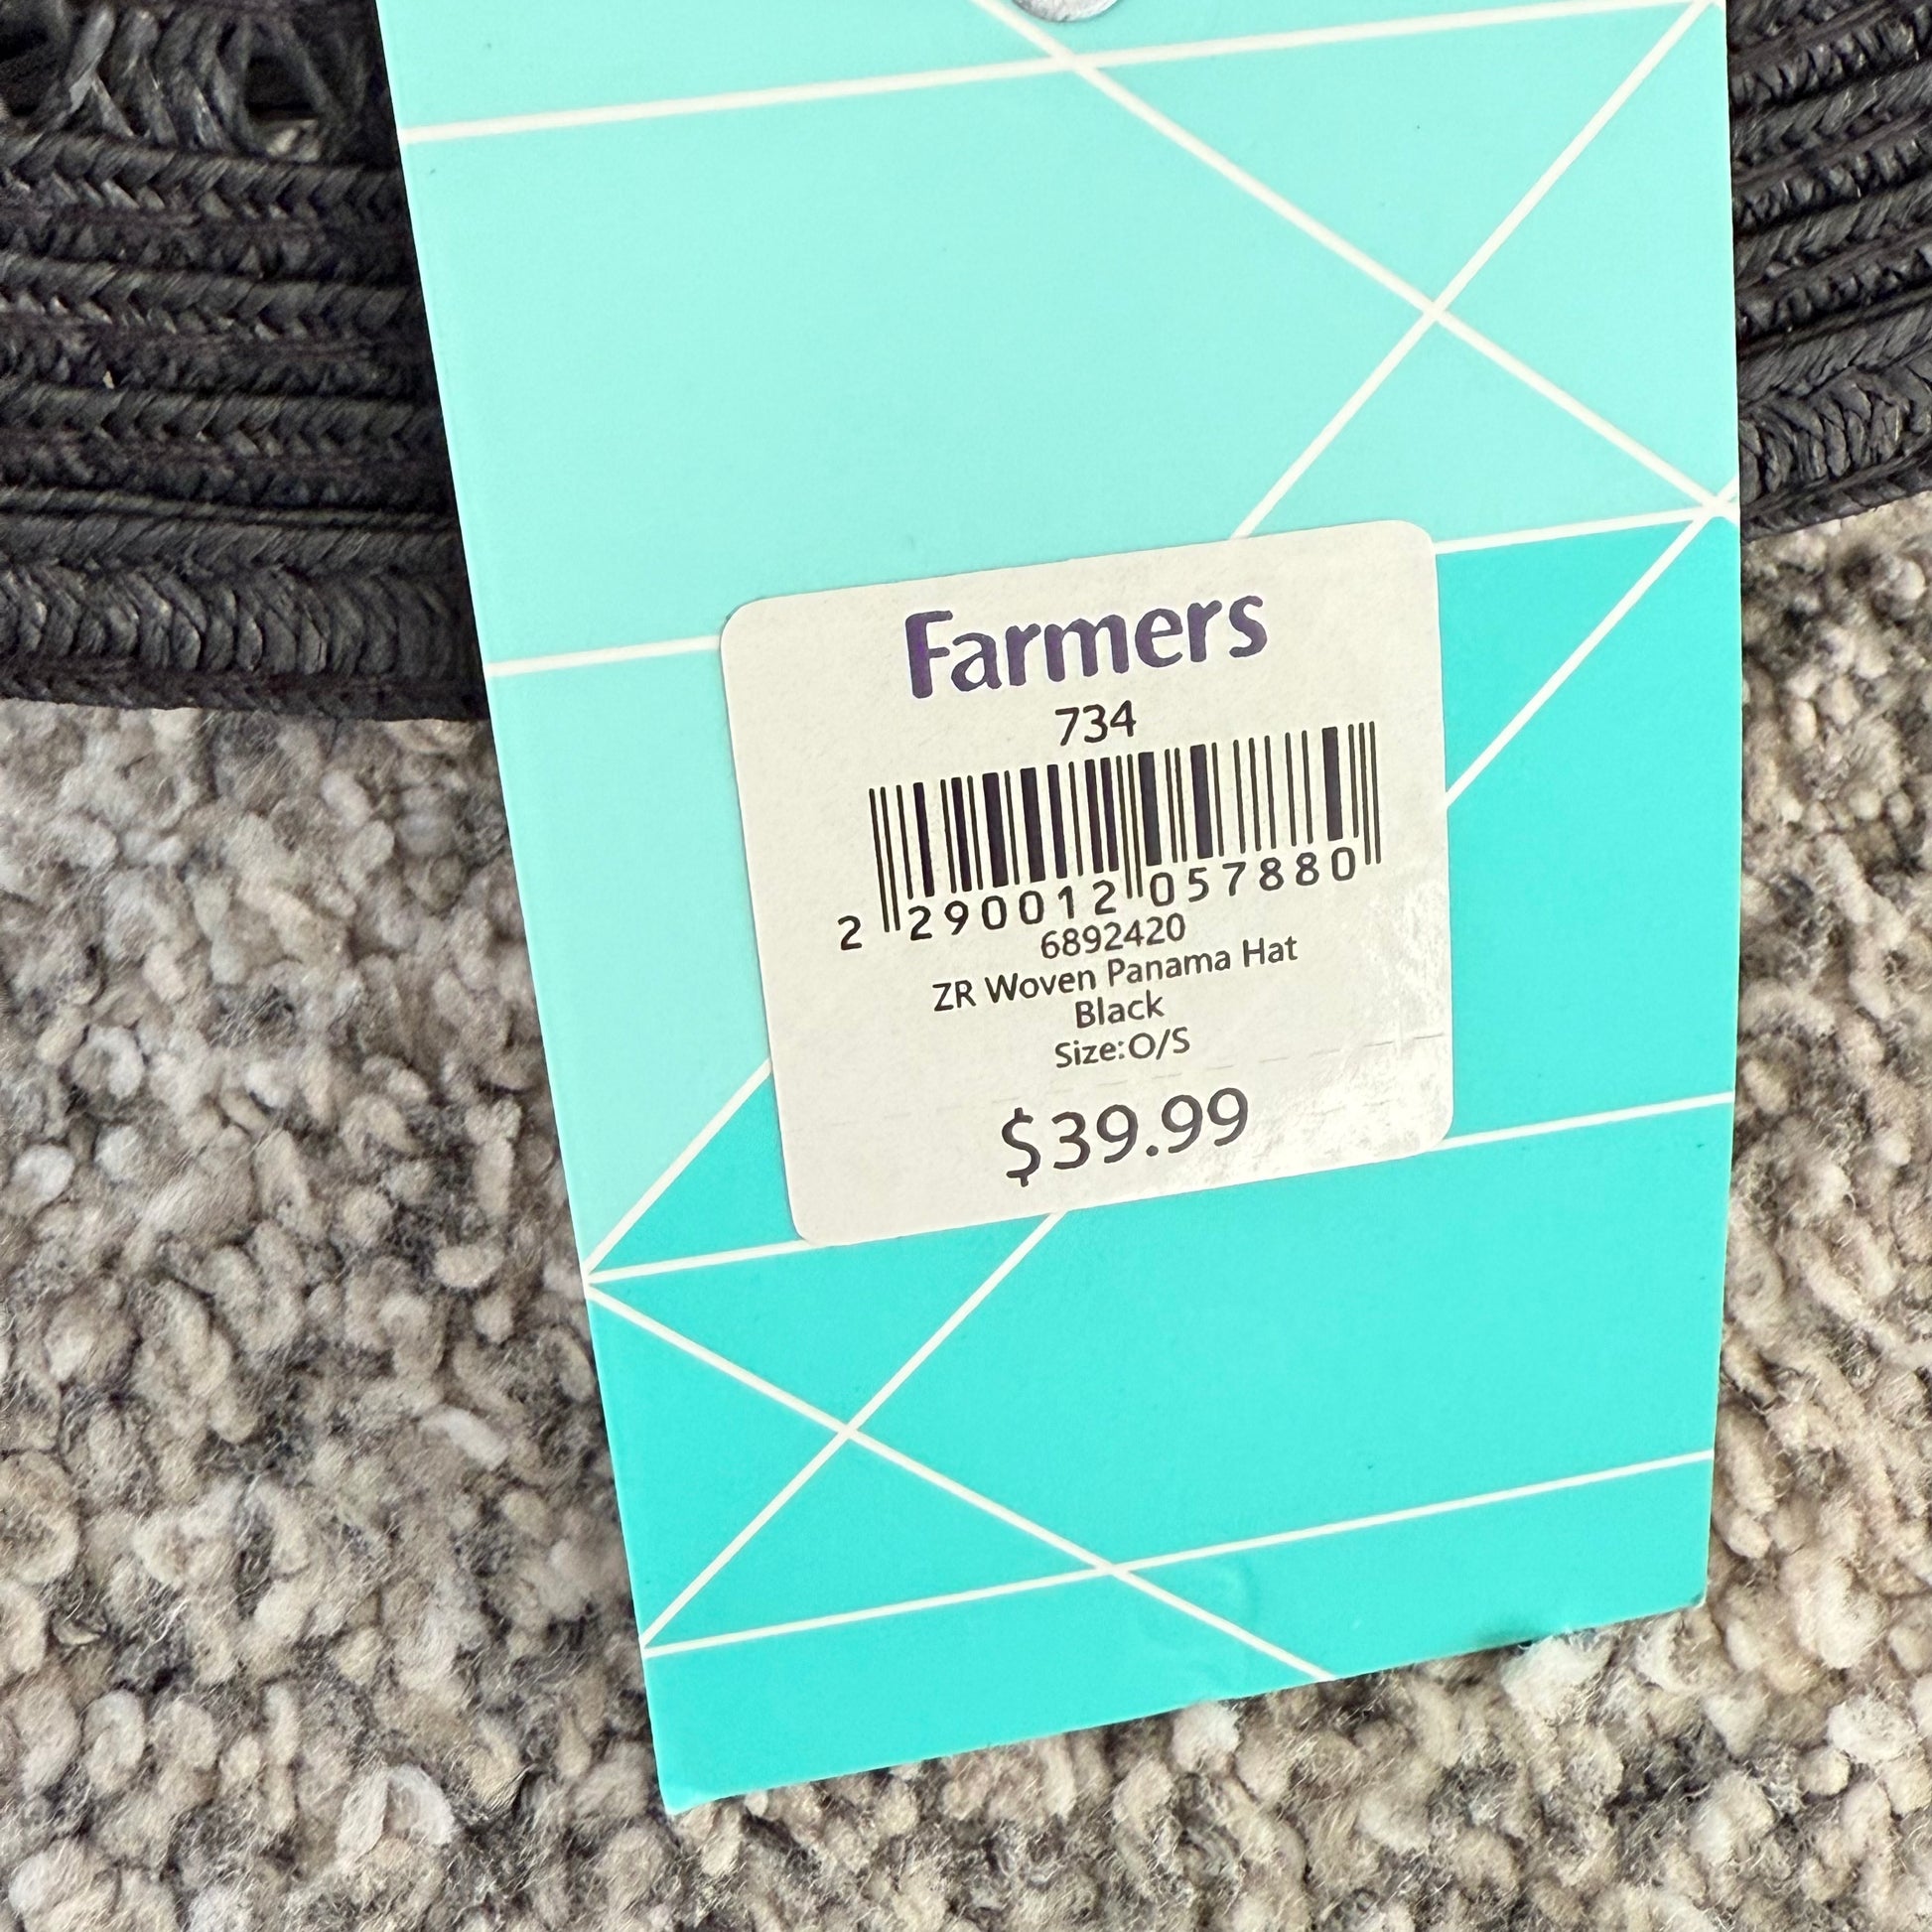 Farmers
734
2 290012 057880
6892420
ZR Woven Panama Hat
Black
Size:O/S
$39.99